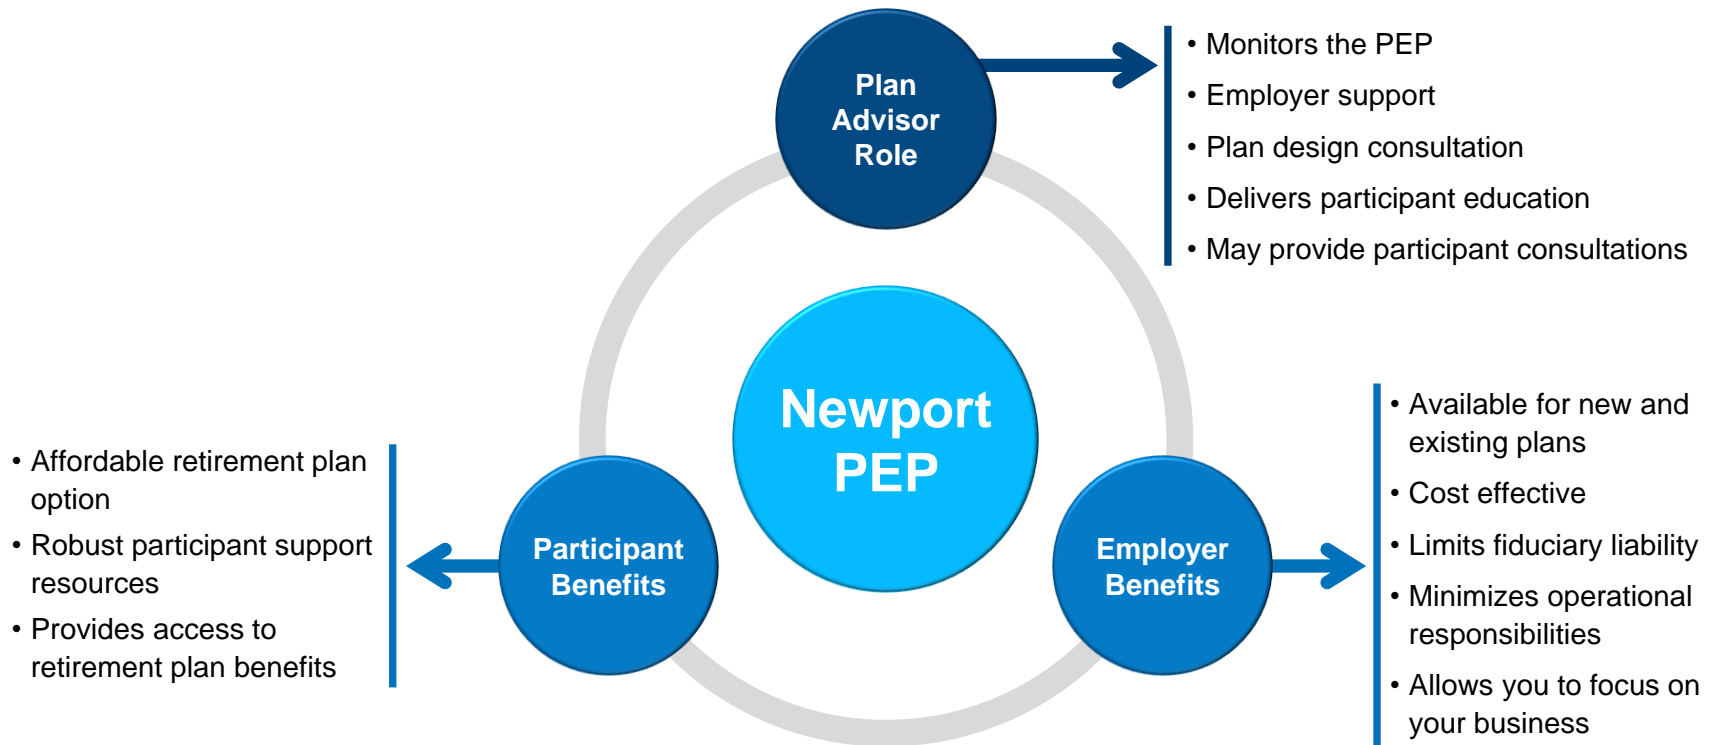 Plan
Advisor
Role
• Monitors the PEP
• Employer support
• Plan design consultation
• Delivers participant education
• May provide participant consultations
Newport
PEP
• Affordable retirement plan
option
• Robust participant support
resources
• Provides access to
retirement plan benefits
Participant
Benefits
Employer
Benefits
• Available for new and
existing plans
• Cost effective
• Limits fiduciary liability
• Minimizes operational
responsibilities
• Allows you to focus on
your business